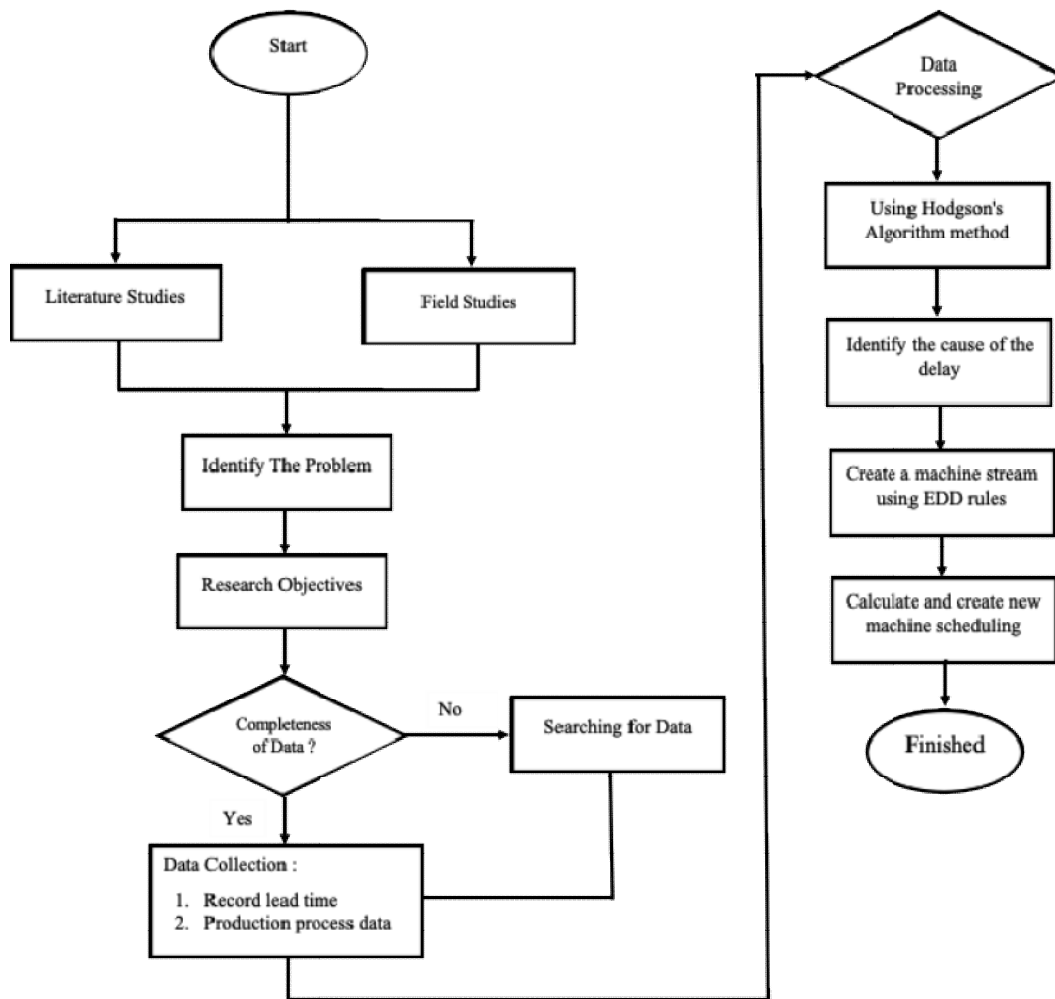 Start
Literature Studies
Field Studies
Identify The Problem
Research Objectives
Completeness
of Data ?
No
Searching for Data
Yes
Data Collection :
1. Record lead time
2. Production process data
Data
Processing
Using Hodgson's
Algorithm method
Identify the cause of the
delay
Create a machine stream
using EDD rules
Calculate and create new
machine scheduling
Finished